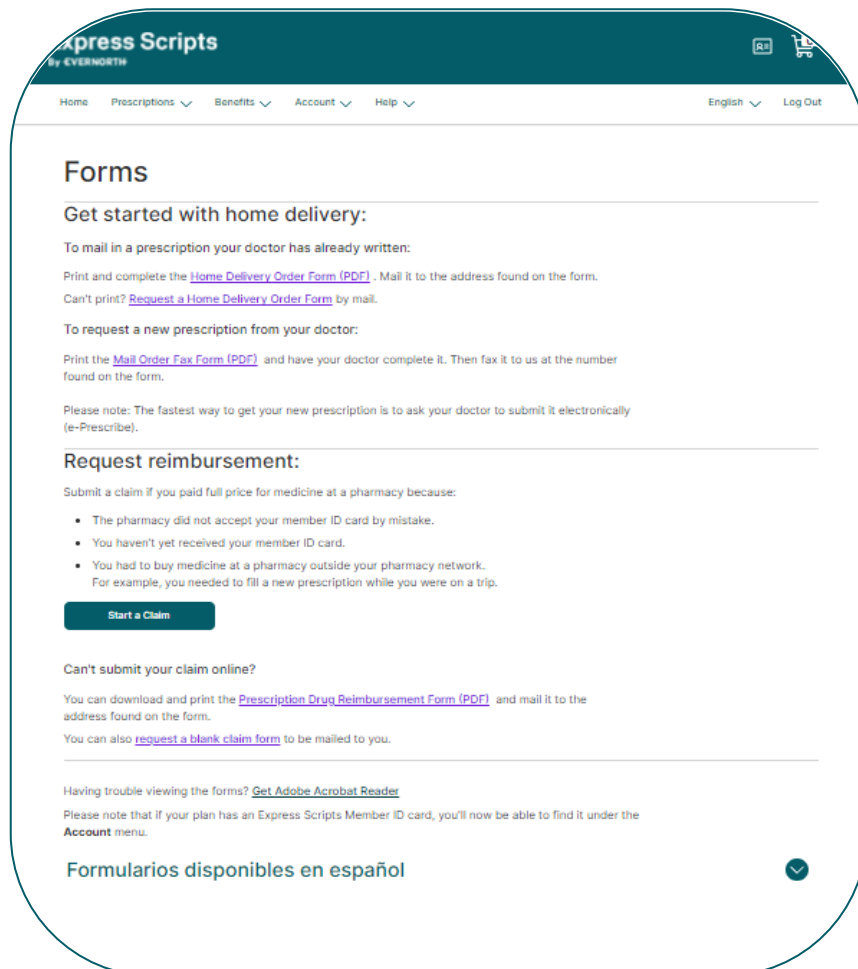 Express Scripts
By EVERNORTH
Home Prescriptions Benefits Account Help English Log Out
Forms
Get started with home delivery:
To mail in a prescription your doctor has already written:
Print and complete the Home Delivery Order Form (PDF) . Mail it to the address found on the form.
Can't print? Request a Home Delivery Order Form by mail.
To request a new prescription from your doctor:
Print the Mail Order Fax Form (PDF) and have your doctor complete it. Then fax it to us at the number
found on the form.
Please note: The fastest way to get your new prescription is to ask your doctor to submit it electronically
(e-Prescribe).
Request reimbursement:
Submit a claim if you paid full price for medicine at a pharmacy because:
• The pharmacy did not accept your member ID card by mistake.
• You haven't yet received your member ID card.
• You had to buy medicine at a pharmacy outside your pharmacy network.
For example, you needed to fill a new prescription while you were on a trip.
Start a Claim
Can't submit your claim online?
You can download and print the Prescription Drug Reimbursement Form (PDF) and mail it to the
address found on the form.
You can also request a blank claim form to be mailed to you.
Having trouble viewing the forms? Get Adobe Acrobat Reader
Please note that if your plan has an Express Scripts Member ID card, you'll now be able to find it under the
Account menu.
Formularios disponibles en español